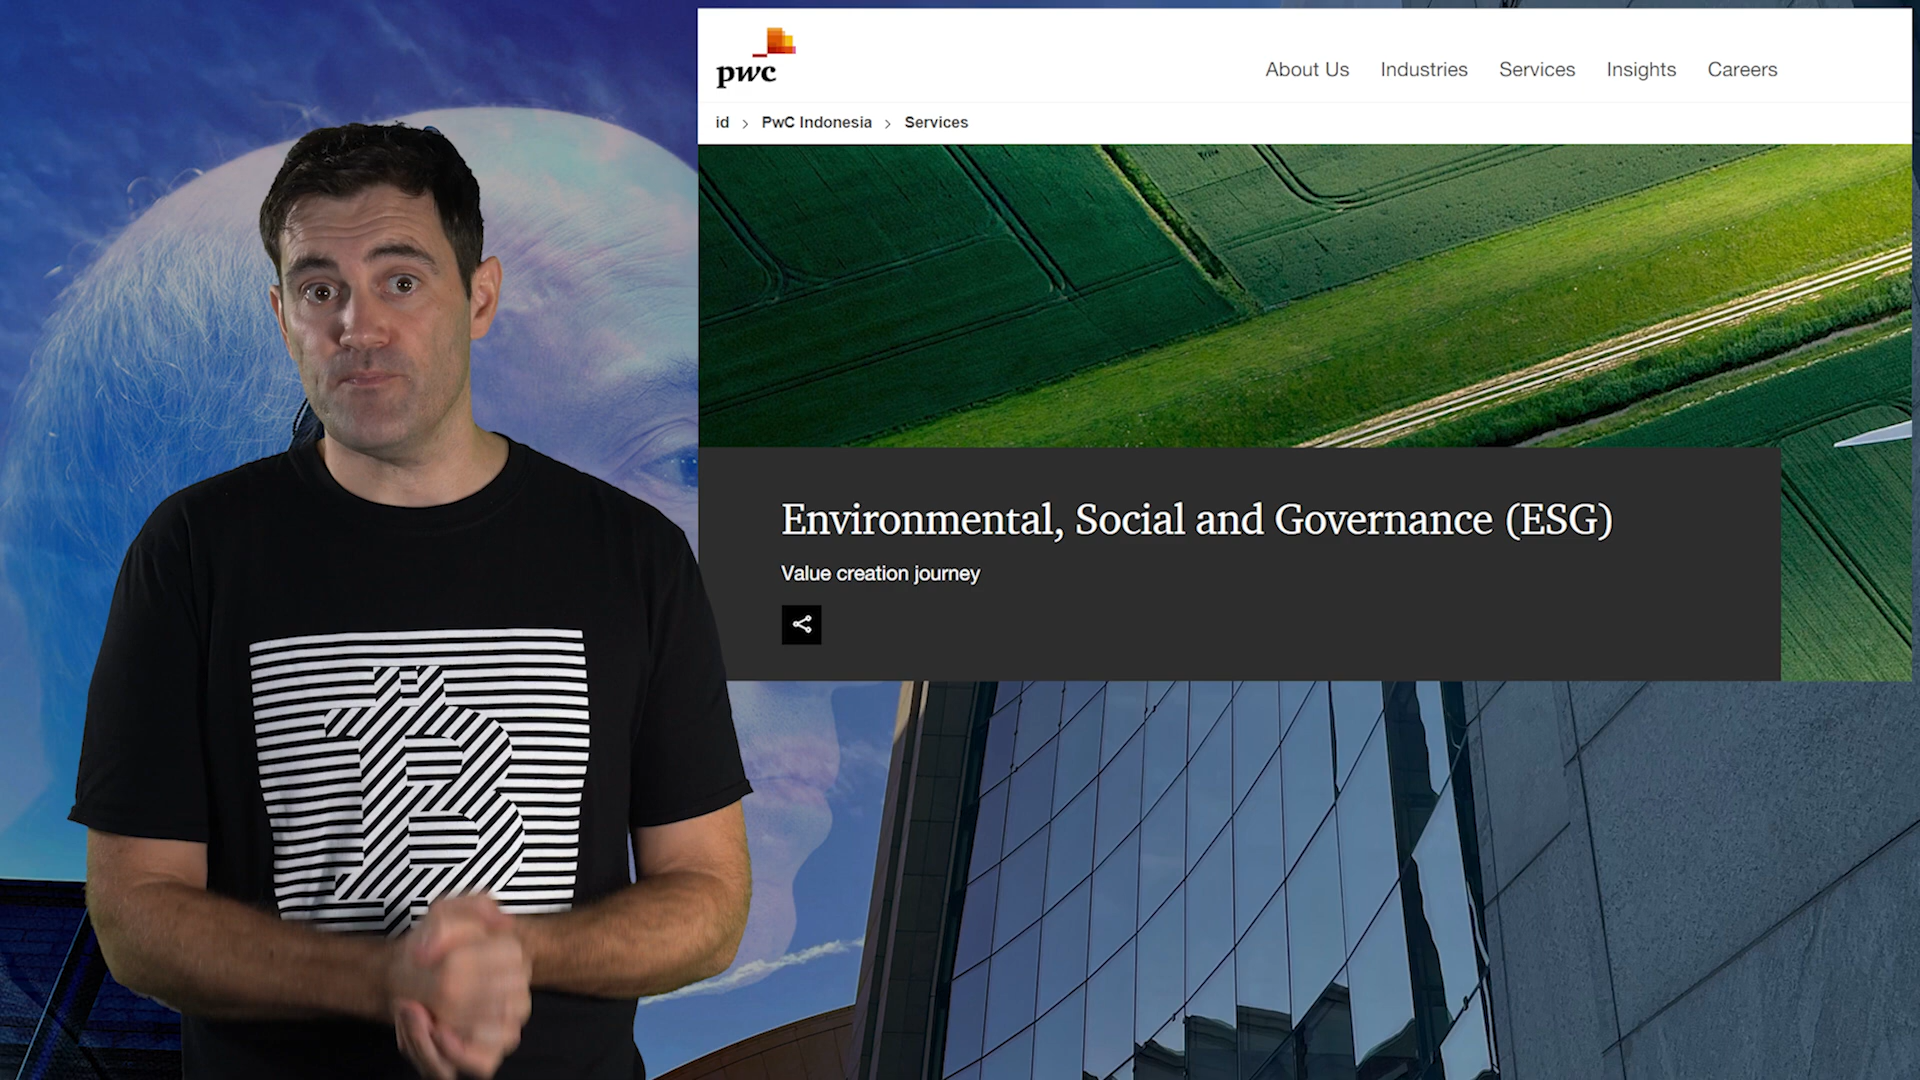 pwc
About Us Industries Services Insights Careers
id > PwC Indonesia > Services
Environmental, Social and Governance (ESG)
Value creation journey